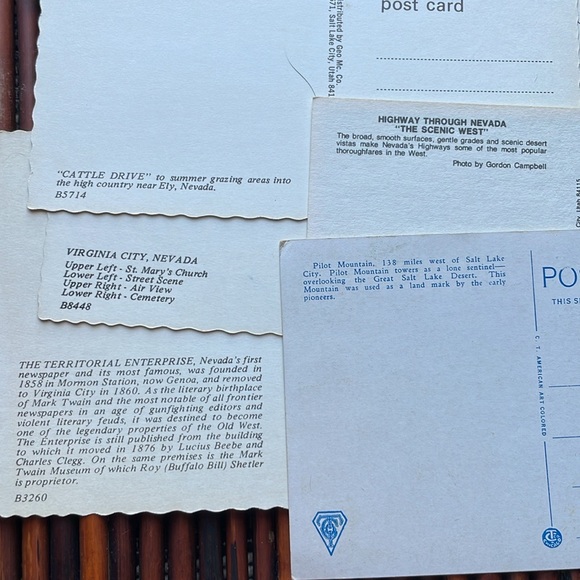 post card
Distributed by Geo Mc. Co.
571, Salt Lake City, Utah 841
"CATTLE DRIVE" to summer grazing areas into
the high country near Ely, Nevada.
B5714
HIGHWAY THROUGH NEVADA
"THE SCENIC WEST"
The broad, smooth surfaces, gentle grades and scenic desert
vistas make Nevada's Highways some of the most popular
thoroughfares in the West.
Photo by Gordon Campbell
VIRGINIA CITY, NEVADA
Upper Left - St. Mary's Church
Lower Left - Street Scene
Upper Right - Air View
Lower Right - Cemetery
B8448
Pilot Mountain, 138 miles west of Salt Lake
City. Pilot Mountain towers as a lone sentinel—
overlooking the Great Salt Lake Desert. This
Mountain was used as a land mark by the early
pioneers.
PO
THIS S
C. T. AMERICAN ART COLORED
THE TERRITORIAL ENTERPRISE, Nevada's first
newspaper and its most famous, was founded in
1858 in Mormon Station, now Genoa, and removed
to Virginia City in 1860. As the literary birthplace
of Mark Twain and the most notable of all frontier
newspapers in an age of gunfighting editors and
violent literary feuds, it was destined to become
one of the legendary properties of the Old West.
The Enterprise is still published from the building
to which it moved in 1876 by Lucius Beebe and
Charles Clegg. On the same premises is the Mark
Twain Museum of which Roy (Buffalo Bill) Shetler
is proprietor.
B3260